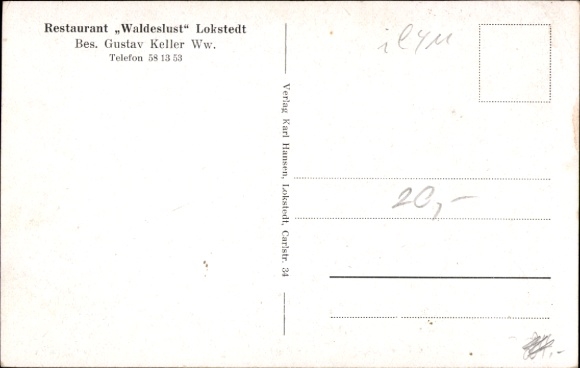 Restaurant „Waldeslust“ Lokstedt
Bes. Gustav Keller Ww.
Telefon 58 13 53
Verlag Karl Hansen, Lokstedt, Carlstr. 34
20,-